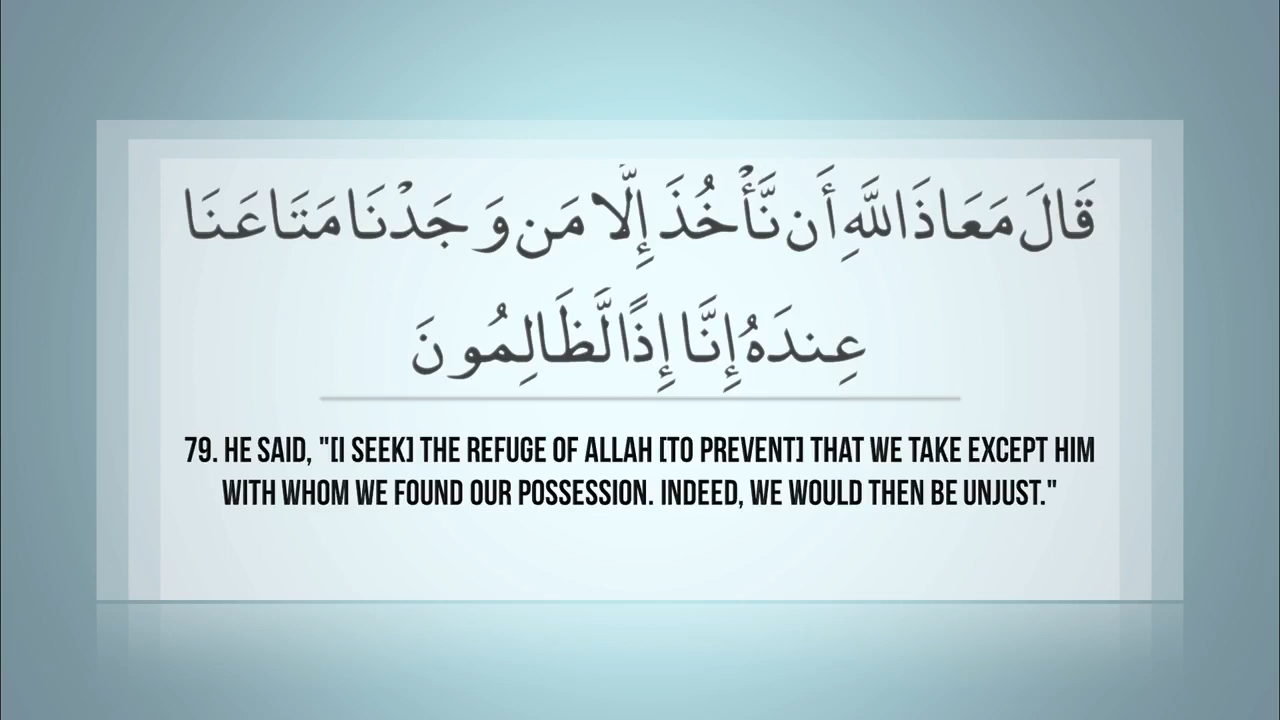 قَالَ مَعَاذَ اللَّهِ أَن نَّأْخُذَ إِلَّا مَن وَجَدْنَا مَتَاعَنَا
عِندَهُ إِنَّا إِذًا لَّظَالِمُونَ
79. HE SAID, "[I SEEK] THE REFUGE OF ALLAH [TO PREVENT] THAT WE TAKE EXCEPT HIM
WITH WHOM WE FOUND OUR POSSESSION. INDEED, WE WOULD THEN BE UNJUST."